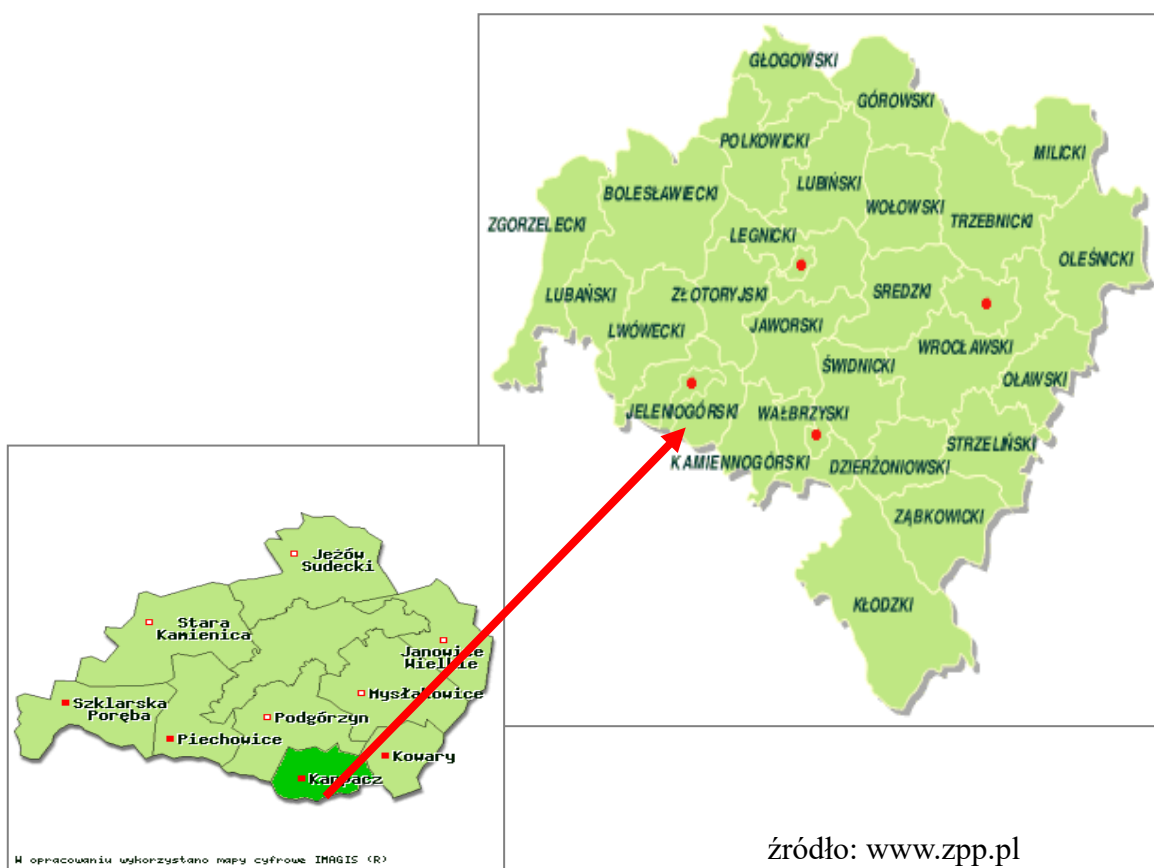 GŁOGOWSKI
GÓROWSKI
POLKOWICKI
MILICKI
LUBIŃSKI
BOLESŁAWIECKI
WOŁOWSKI
TRZEBNICKI
ZGORZELECKI
LEGNICKI
OLEŚNICKI
LUBAŃSKI
ZŁOTORYJSKI
SREDZKI
LWÓWECKI
JAWORSKI
WROCŁAWSKI
ŚWIDNICKI
OŁAWSKI
JELENIOGÓRSKI
WAŁBRZYSKI
STRZELIŃSKI
KAMIENNOGÓRSKI
DZIERŻONIOWSKI
ZĄBKOWICKI
KŁODZKI
Jeżów
Sudecki
Stara
Kamienica
Janowice
Wielkie
Mysłakowice
Szklarska
Poręba
Podgórzyn
Piechowice
Kowary
Karpacz
W opracowaniu wykorzystano mapy cyfrowe IMAGIS (R)
źródło: www.zpp.pl